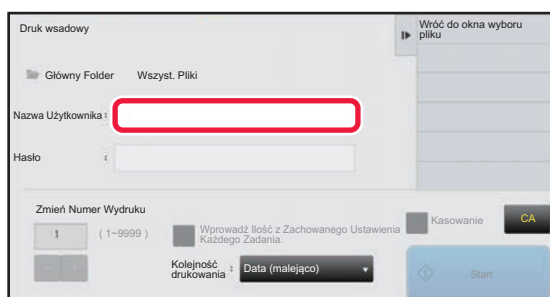 Druk wsadowy
Wróć do okna wyboru
pliku
Główny Folder Wszyst. Pliki
Nazwa Użytkownika :
Hasło :
Zmień Numer Wydruku
1 ( 1~9999 )
Wprowadź Ilość z Zachowanego Ustawienia
Każdego Zadania.
Kasowanie
CA
Kolejność
drukowania : Data (malejąco)
Start